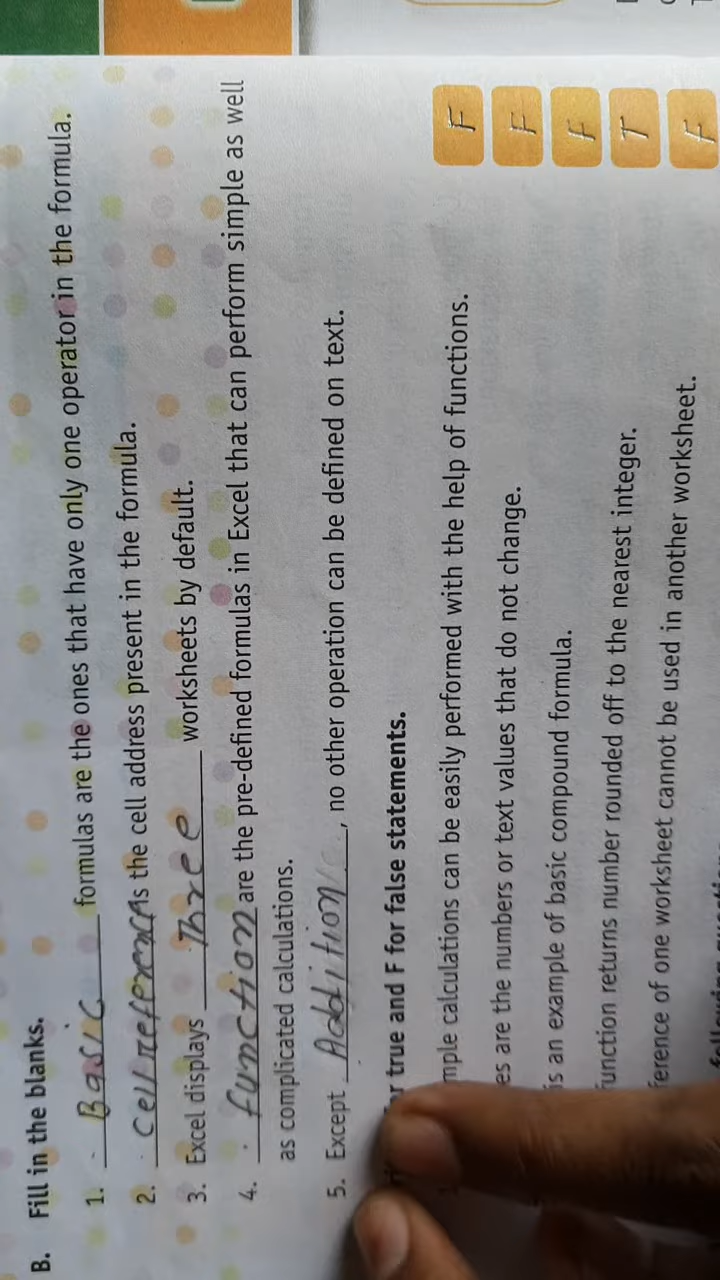 B. Fill in the blanks.
1. Basic formulas are the ones that have only one operator in the formula.
2. cell reference is the cell address present in the formula.
3. Excel displays Three worksheets by default.
4. function are the pre-defined formulas in Excel that can perform simple as well
as complicated calculations.
5. Except Addition, no other operation can be defined on text.
true and F for false statements.
mple calculations can be easily performed with the help of functions. F
es are the numbers or text values that do not change. F
is an example of basic compound formula. F
function returns number rounded off to the nearest integer. T
ference of one worksheet cannot be used in another worksheet. F